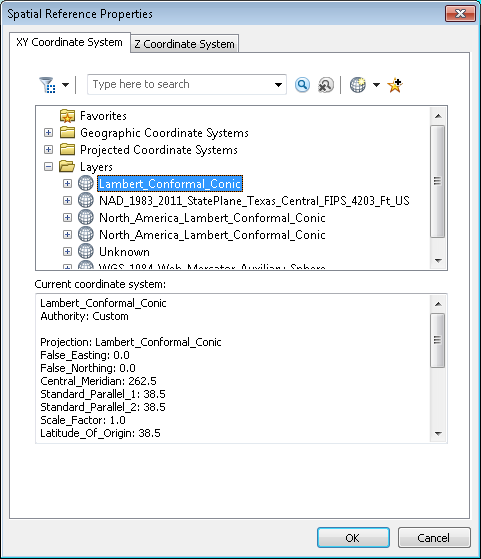 Spatial Reference Properties
XY Coordinate System
Z Coordinate System
Type here to search
Favorites
Geographic Coordinate Systems
Projected Coordinate Systems
Layers
Lambert_Conformal_Conic
NAD_1983_2011_StatePlane_Texas_Central_FIPS_4203_Ft_US
North_America_Lambert_Conformal_Conic
North_America_Lambert_Conformal_Conic
Unknown
WGS_1984_Web_Mercator_Auxiliary_Sphere
Current coordinate system:
Lambert_Conformal_Conic
Authority: Custom
Projection: Lambert_Conformal_Conic
False_Easting: 0.0
False_Northing: 0.0
Central_Meridian: 262.5
Standard_Parallel_1: 38.5
Standard_Parallel_2: 38.5
Scale_Factor: 1.0
Latitude_Of_Origin: 38.5
OK
Cancel